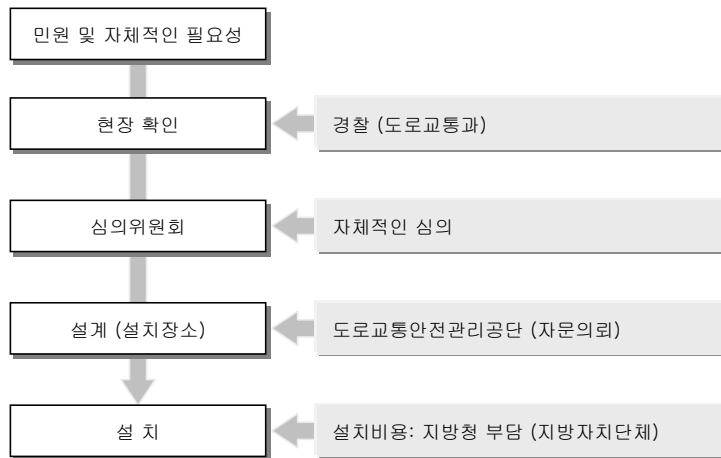 민원 및 자체적인 필요성
현장 확인
경찰 (도로교통과)
심의위원회
자체적인 심의
설계 (설치장소)
도로교통안전관리공단 (자문의뢰)
설 치
설치비용: 지방청 부담 (지방자치단체)